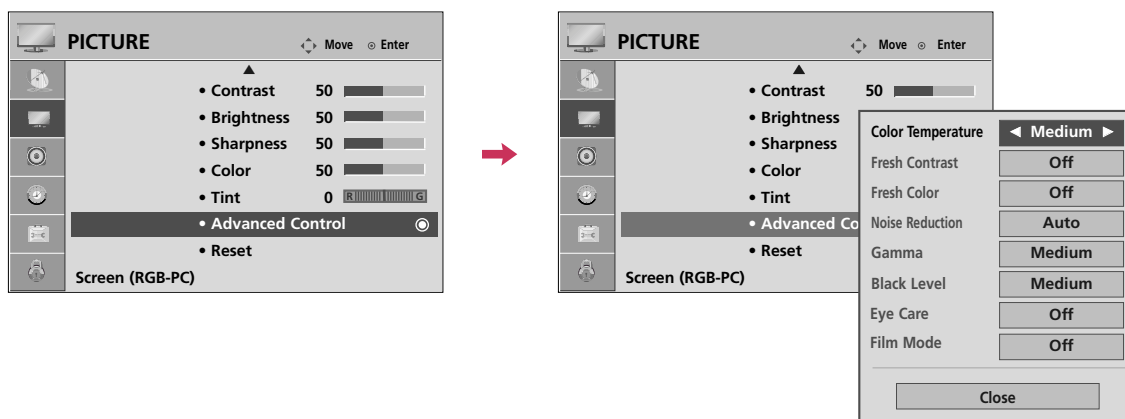 PICTURE Move Enter
• Contrast 50
• Brightness 50
• Sharpness 50
• Color 50
• Tint 0 R G
• Advanced Control
• Reset
Screen (RGB-PC)
PICTURE Move Enter
• Contrast 50
• Brightness
• Sharpness
• Color
• Tint
• Advanced Co
• Reset
Screen (RGB-PC)
Color Temperature ◀ Medium ▶
Fresh Contrast Off
Fresh Color Off
Noise Reduction Auto
Gamma Medium
Black Level Medium
Eye Care Off
Film Mode Off
Close